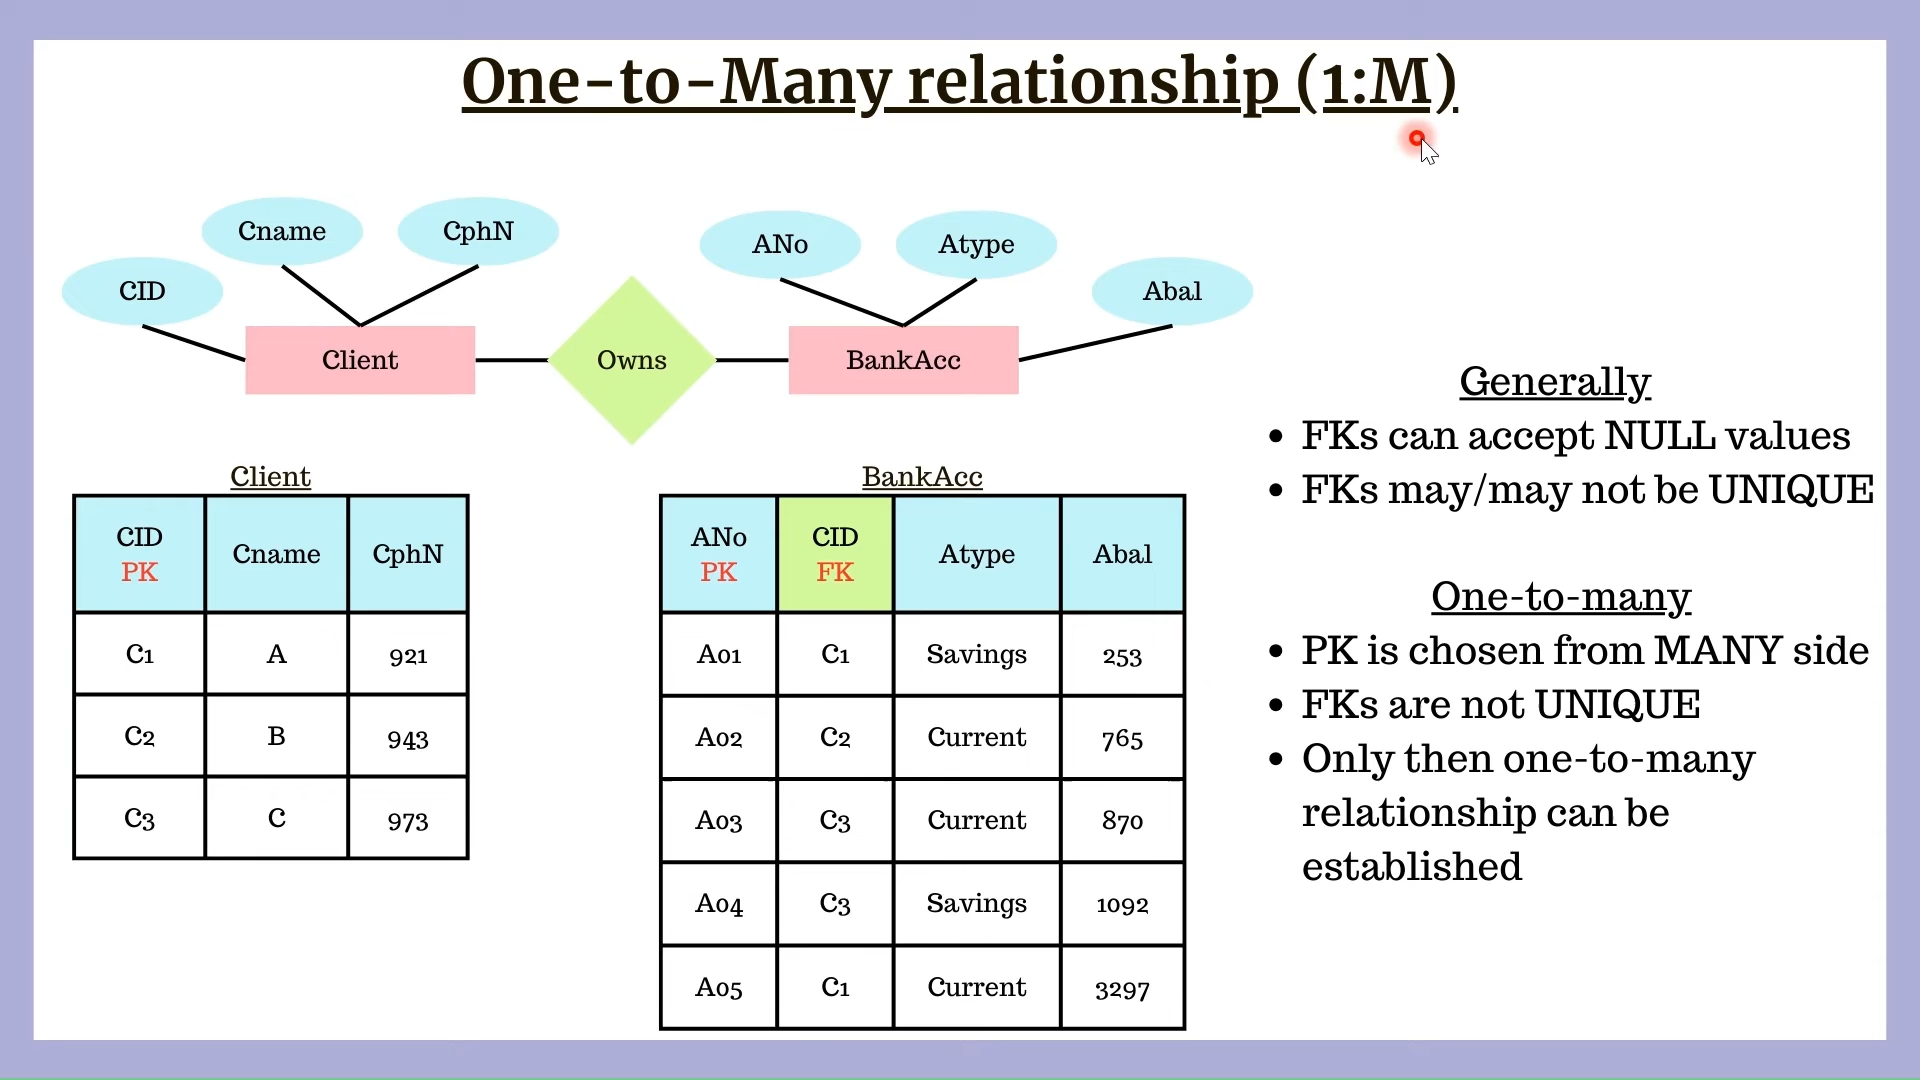 One-to-Many relationship (1:M)
Cname
CphN
ANo
Atype
CID
Abal
Client
Owns
BankAcc
Client
CID
PK
Cname
CphN
C1
A
921
C2
B
943
C3
C
973
BankAcc
ANo
PK
CID
FK
Atype
Abal
A01
C1
Savings
253
A02
C2
Current
765
A03
C3
Current
870
A04
C3
Savings
1092
A05
C1
Current
3297
Generally
• FKs can accept NULL values
• FKs may/may not be UNIQUE
One-to-many
• PK is chosen from MANY side
• FKs are not UNIQUE
• Only then one-to-many
relationship can be
established